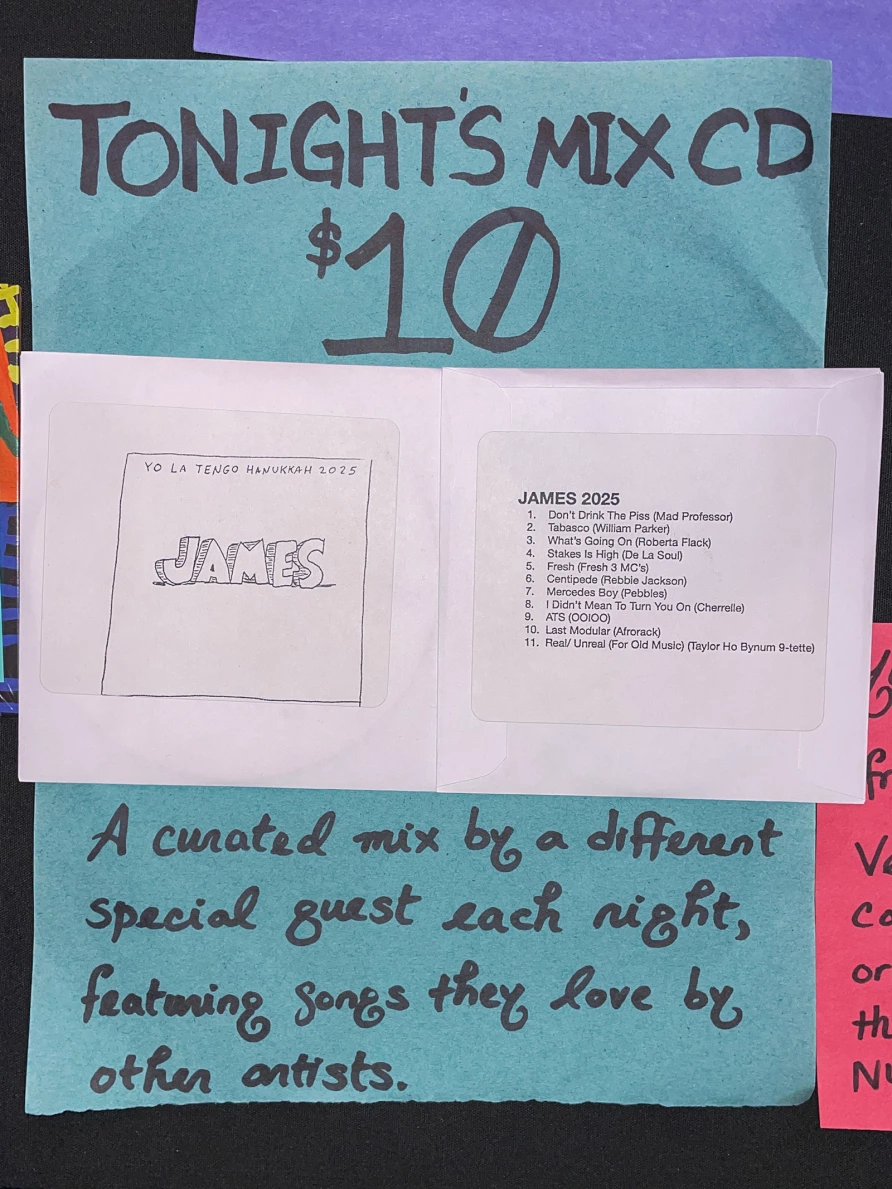 TONIGHT'S MIX CD
$10
YO LA TENGO HANUKKAH 2025
JAMES
JAMES 2025
1. Don't Drink The Piss (Mad Professor)
2. Tabasco (William Parker)
3. What's Going On (Roberta Flack)
4. Stakes Is High (De La Soul)
5. Fresh (Fresh 3 MC's)
6. Centipede (Rebbie Jackson)
7. Mercedes Boy (Pebbles)
8. I Didn't Mean To Turn You On (Cherrelle)
9. ATS (OOIOO)
10. Last Modular (Afrorack)
11. Real/ Unreal (For Old Music) (Taylor Ho Bynum 9-tette)
A curated mix by a different
special guest each night,
featuring songs they love by
other artists.